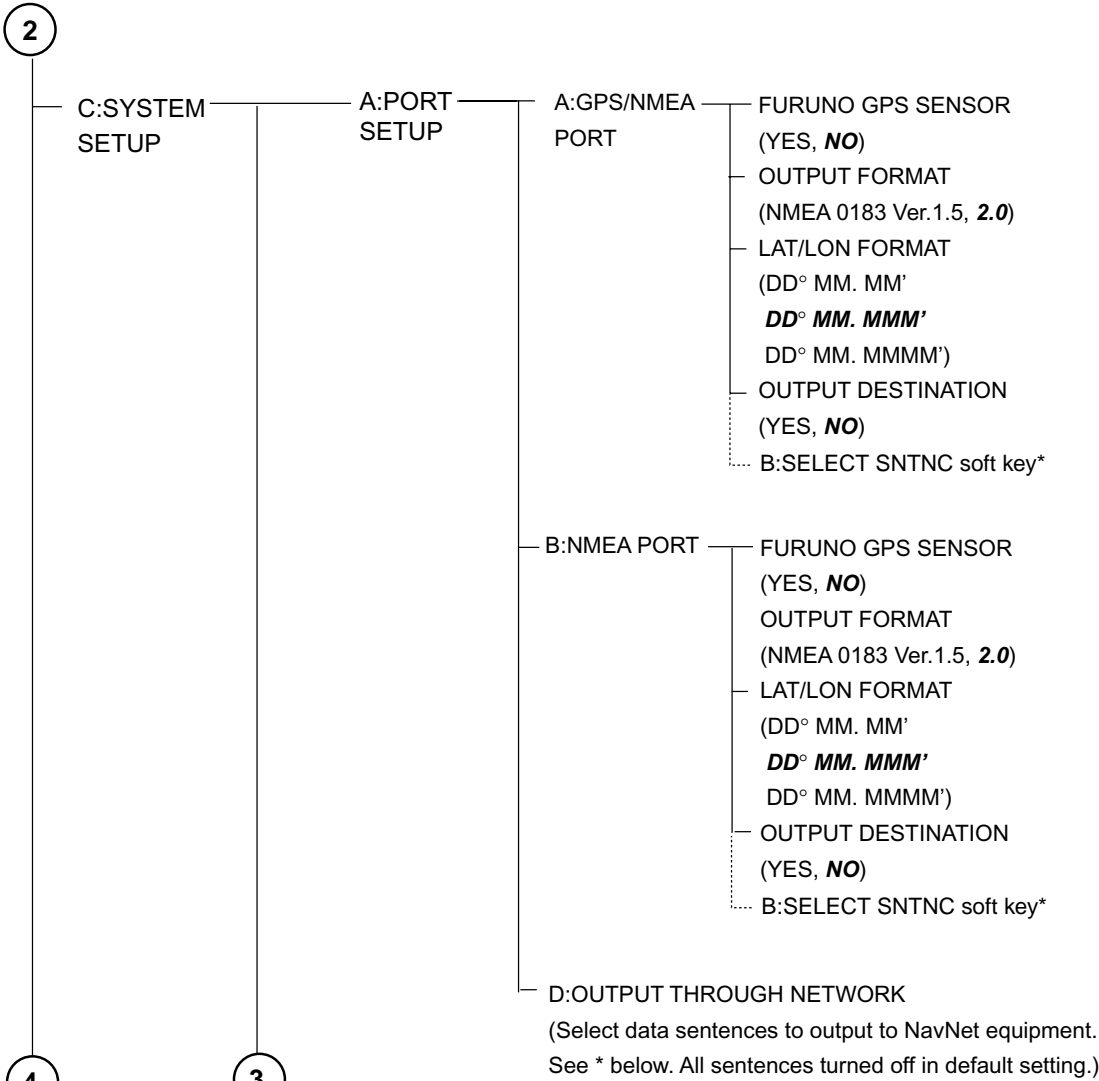 2
C:SYSTEM
SETUP
A:PORT
SETUP
A:GPS/NMEA
PORT
FURUNO GPS SENSOR
(YES, NO)
OUTPUT FORMAT
(NMEA 0183 Ver.1.5, 2.0)
LAT/LON FORMAT
(DD° MM. MM’
DD° MM. MMM’
DD° MM. MMMM’)
OUTPUT DESTINATION
(YES, NO)
B:SELECT SNTNC soft key*
B:NMEA PORT
FURUNO GPS SENSOR
(YES, NO)
OUTPUT FORMAT
(NMEA 0183 Ver.1.5, 2.0)
LAT/LON FORMAT
(DD° MM. MM’
DD° MM. MMM’
DD° MM. MMMM’)
OUTPUT DESTINATION
(YES, NO)
B:SELECT SNTNC soft key*
D:OUTPUT THROUGH NETWORK
(Select data sentences to output to NavNet equipment.
See * below. All sentences turned off in default setting.)
4
3